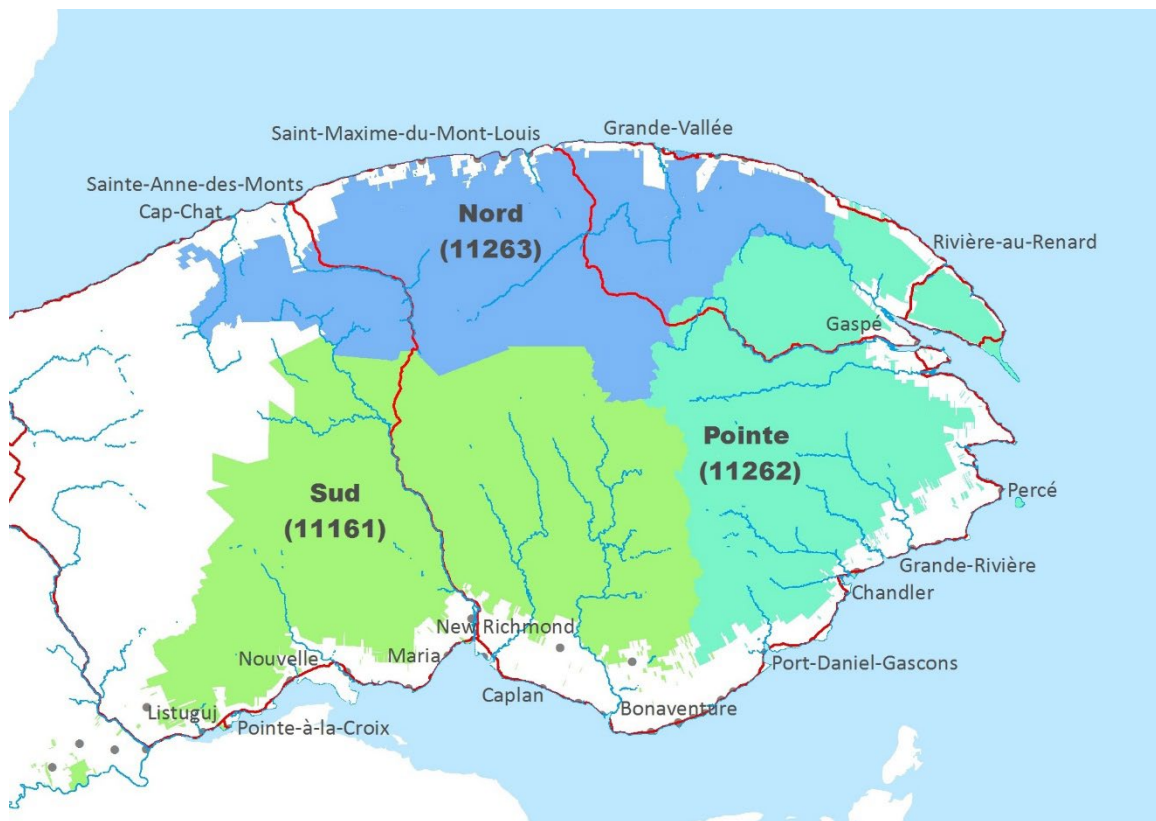 Saint-Maxime-du-Mont-Louis
Grande-Vallée
Sainte-Anne-des-Monts
Cap-Chat
Nord
(11263)
Rivière-au-Renard
Gaspé
Pointe
(11262)
Sud
(11161)
Percé
Grande-Rivière
Chandler
New Richmond
Nouvelle
Maria
Port-Daniel-Gascons
Caplan
Listuguj
Bonaventure
Pointe-à-la-Croix